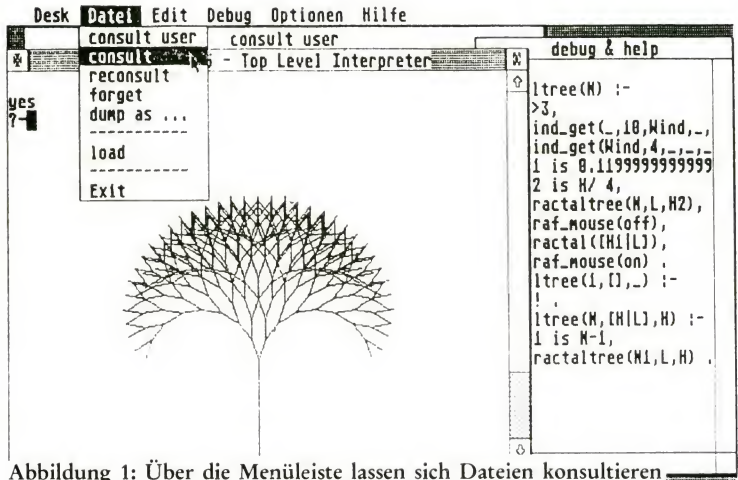 Desk Datei Edit Debug Optionen Hilfe
consult user
consult
reconsult
forget
dump as ...
load
Exit
consult user
- Top Level Interpreter
yes
?-
debug & help
ltree(N) :-
>3,
ind_get(_,10,Wind,_,
ind_get(Wind,4,_,_,_
1 is 0.1199999999999
2 is H/ 4,
ractaltree(N,L,H2),
raf_mouse(off),
ractal([H1|L]),
raf_mouse(on) .
ltree(1,[],_) :-
! .
ltree(N,[H|L],H) :-
1 is N-1,
ractaltree(N1,L,H) .
Abbildung 1: Über die Menüleiste lassen sich Dateien konsultieren